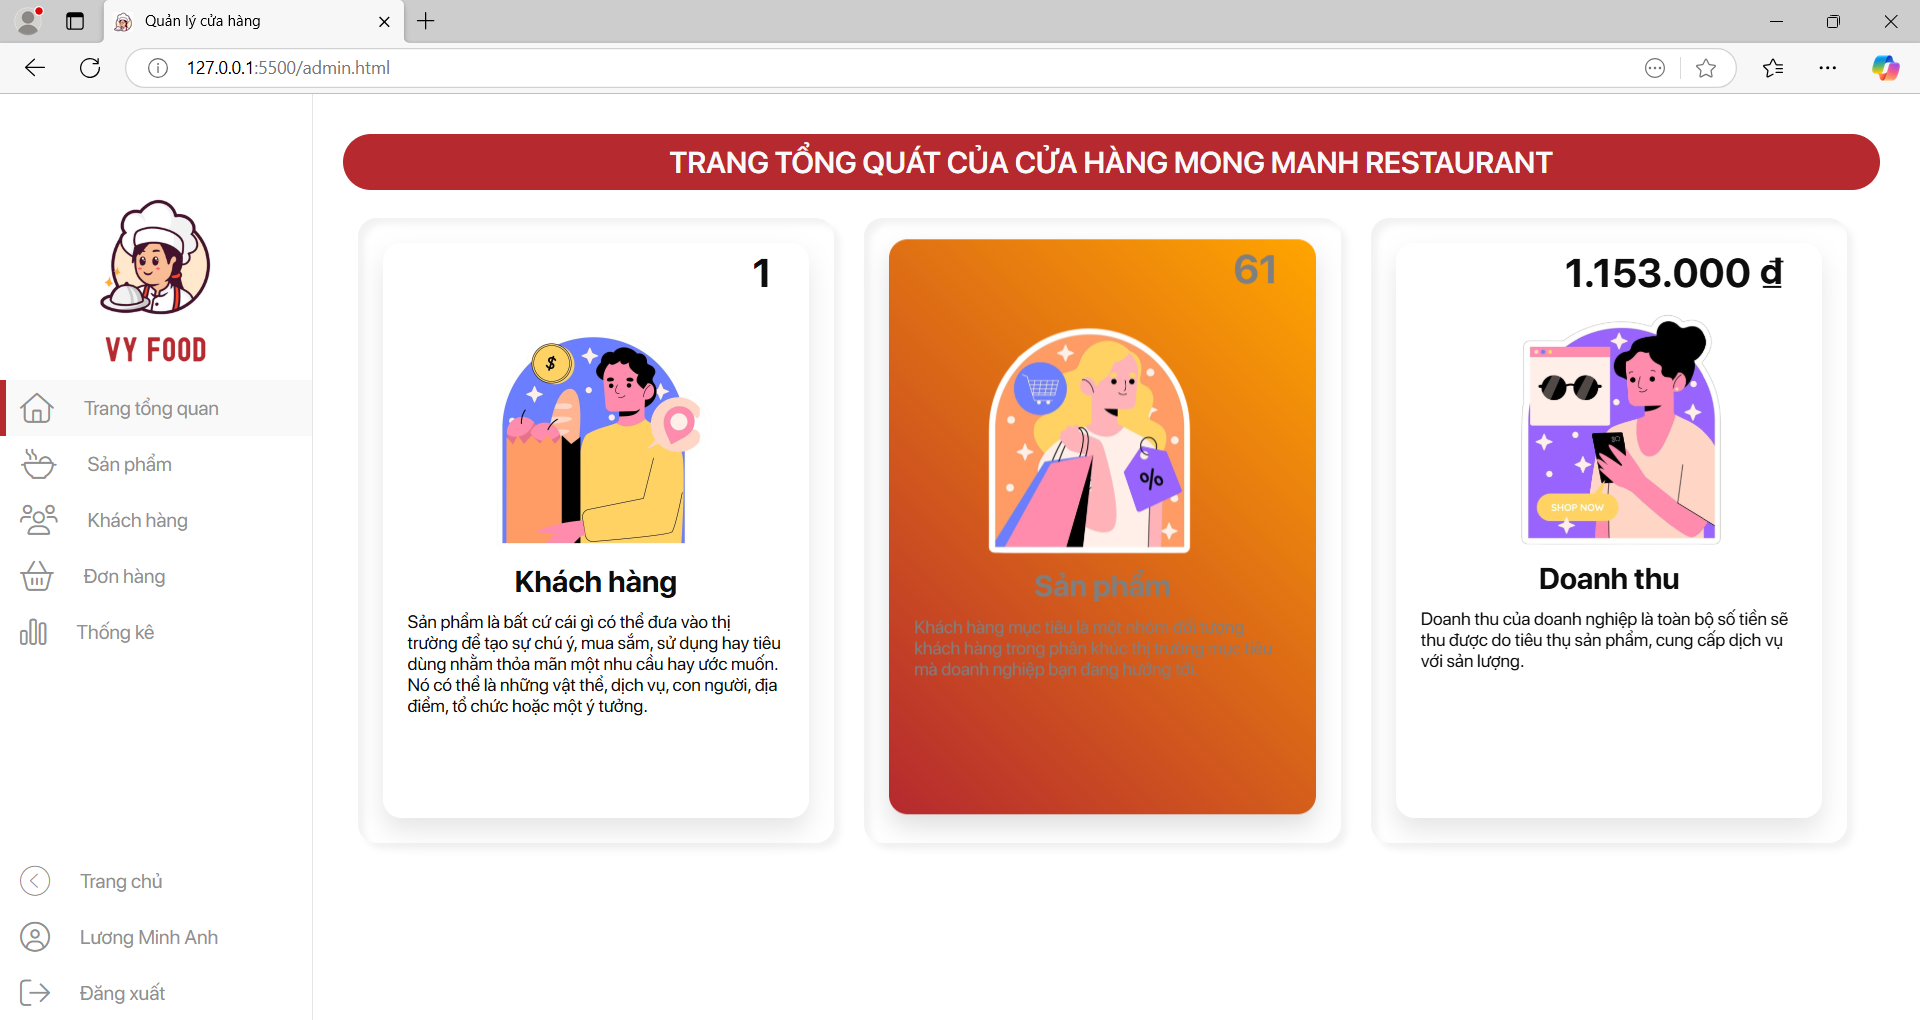 Quản lý cửa hàng
127.0.0.1:5500/admin.html
VY FOOD
Trang tổng quan
Sản phẩm
Khách hàng
Đơn hàng
Thống kê
Trang chủ
Lương Minh Anh
Đăng xuất
TRANG TỔNG QUÁT CỦA CỬA HÀNG MONG MANH RESTAURANT
1
$
Khách hàng
Sản phẩm là bất cứ cái gì có thể đưa vào thị
trường để tạo sự chú ý, mua sắm, sử dụng hay tiêu
dùng nhằm thỏa mãn một nhu cầu hay ước muốn.
Nó có thể là những vật thể, dịch vụ, con người, địa
điểm, tổ chức hoặc một ý tưởng.
61
%
Sản phẩm
Khách hàng mục tiêu là một nhóm đối tượng
khách hàng trong phân khúc thị trường mục tiêu
mà doanh nghiệp bạn đang hướng tới.
1.153.000 ₫
SHOP NOW
Doanh thu
Doanh thu của doanh nghiệp là toàn bộ số tiền sẽ
thu được do tiêu thụ sản phẩm, cung cấp dịch vụ
với sản lượng.